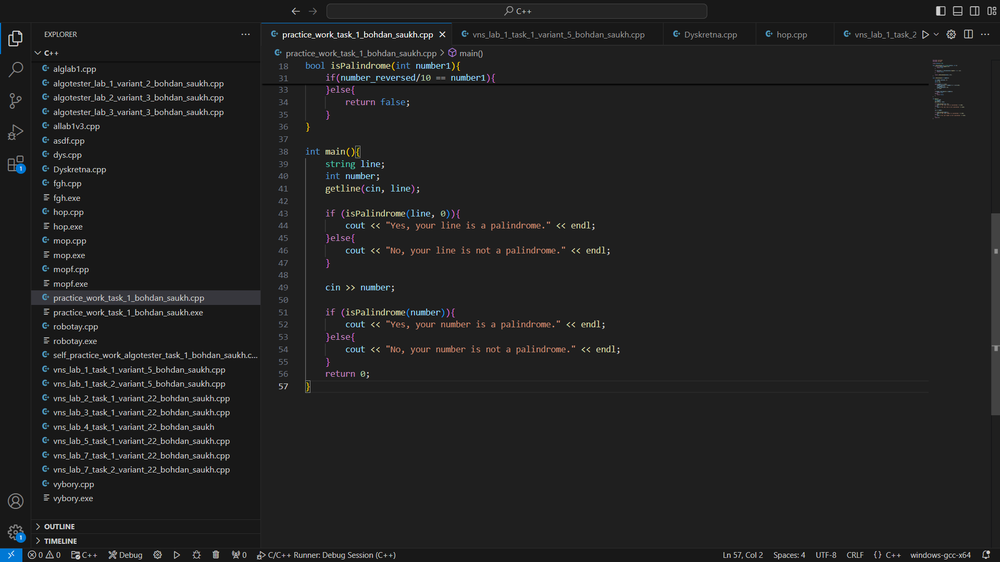 C++
EXPLORER
C++
alglab1.cpp
algotester_lab_1_variant_2_bohdan_saukh.cpp
algotester_lab_2_variant_3_bohdan_saukh.cpp
algotester_lab_3_variant_3_bohdan_saukh.cpp
allab1v3.cpp
asdf.cpp
dys.cpp
Dyskretna.cpp
fgh.cpp
fgh.exe
hop.cpp
hop.exe
mop.cpp
mop.exe
mopf.cpp
mopf.exe
practice_work_task_1_bohdan_saukh.cpp
practice_work_task_1_bohdan_saukh.exe
robotay.cpp
robotay.exe
self_practice_work_algotester_task_1_bohdan_saukh.c...
vns_lab_1_task_1_variant_5_bohdan_saukh.cpp
vns_lab_1_task_2_variant_5_bohdan_saukh.cpp
vns_lab_2_task_1_variant_22_bohdan_saukh.cpp
vns_lab_3_task_1_variant_22_bohdan_saukh.cpp
vns_lab_4_task_1_variant_22_bohdan_saukh
vns_lab_5_task_1_variant_22_bohdan_saukh.cpp
vns_lab_7_task_1_variant_22_bohdan_saukh.cpp
vns_lab_7_task_2_variant_22_bohdan_saukh.cpp
vybory.cpp
vybory.exe
OUTLINE
TIMELINE
1
1
practice_work_task_1_bohdan_saukh.cpp vns_lab_1_task_1_variant_5_bohdan_saukh.cpp Dyskretna.cpp hop.cpp vns_lab_1_task_2
practice_work_task_1_bohdan_saukh.cpp > main()
18 bool isPalindrome(int number1){
31 if(number_reversed/10 == number1){
33 }else{
34 return false;
35 }
36 }
37
38 int main(){
39 string line;
40 int number;
41 getline(cin, line);
42
43 if (isPalindrome(line, 0)){
44 cout << "Yes, your line is a palindrome." << endl;
45 }else{
46 cout << "No, your line is not a palindrome." << endl;
47 }
48
49 cin >> number;
50
51 if (isPalindrome(number)){
52 cout << "Yes, your number is a palindrome." << endl;
53 }else{
54 cout << "No, your number is not a palindrome." << endl;
55 }
56 return 0;
57 }
0 0 C++ Debug 0 C/C++ Runner: Debug Session (C++) Ln 57, Col 2 Spaces: 4 UTF-8 CRLF {} C++ windows-gcc-x64